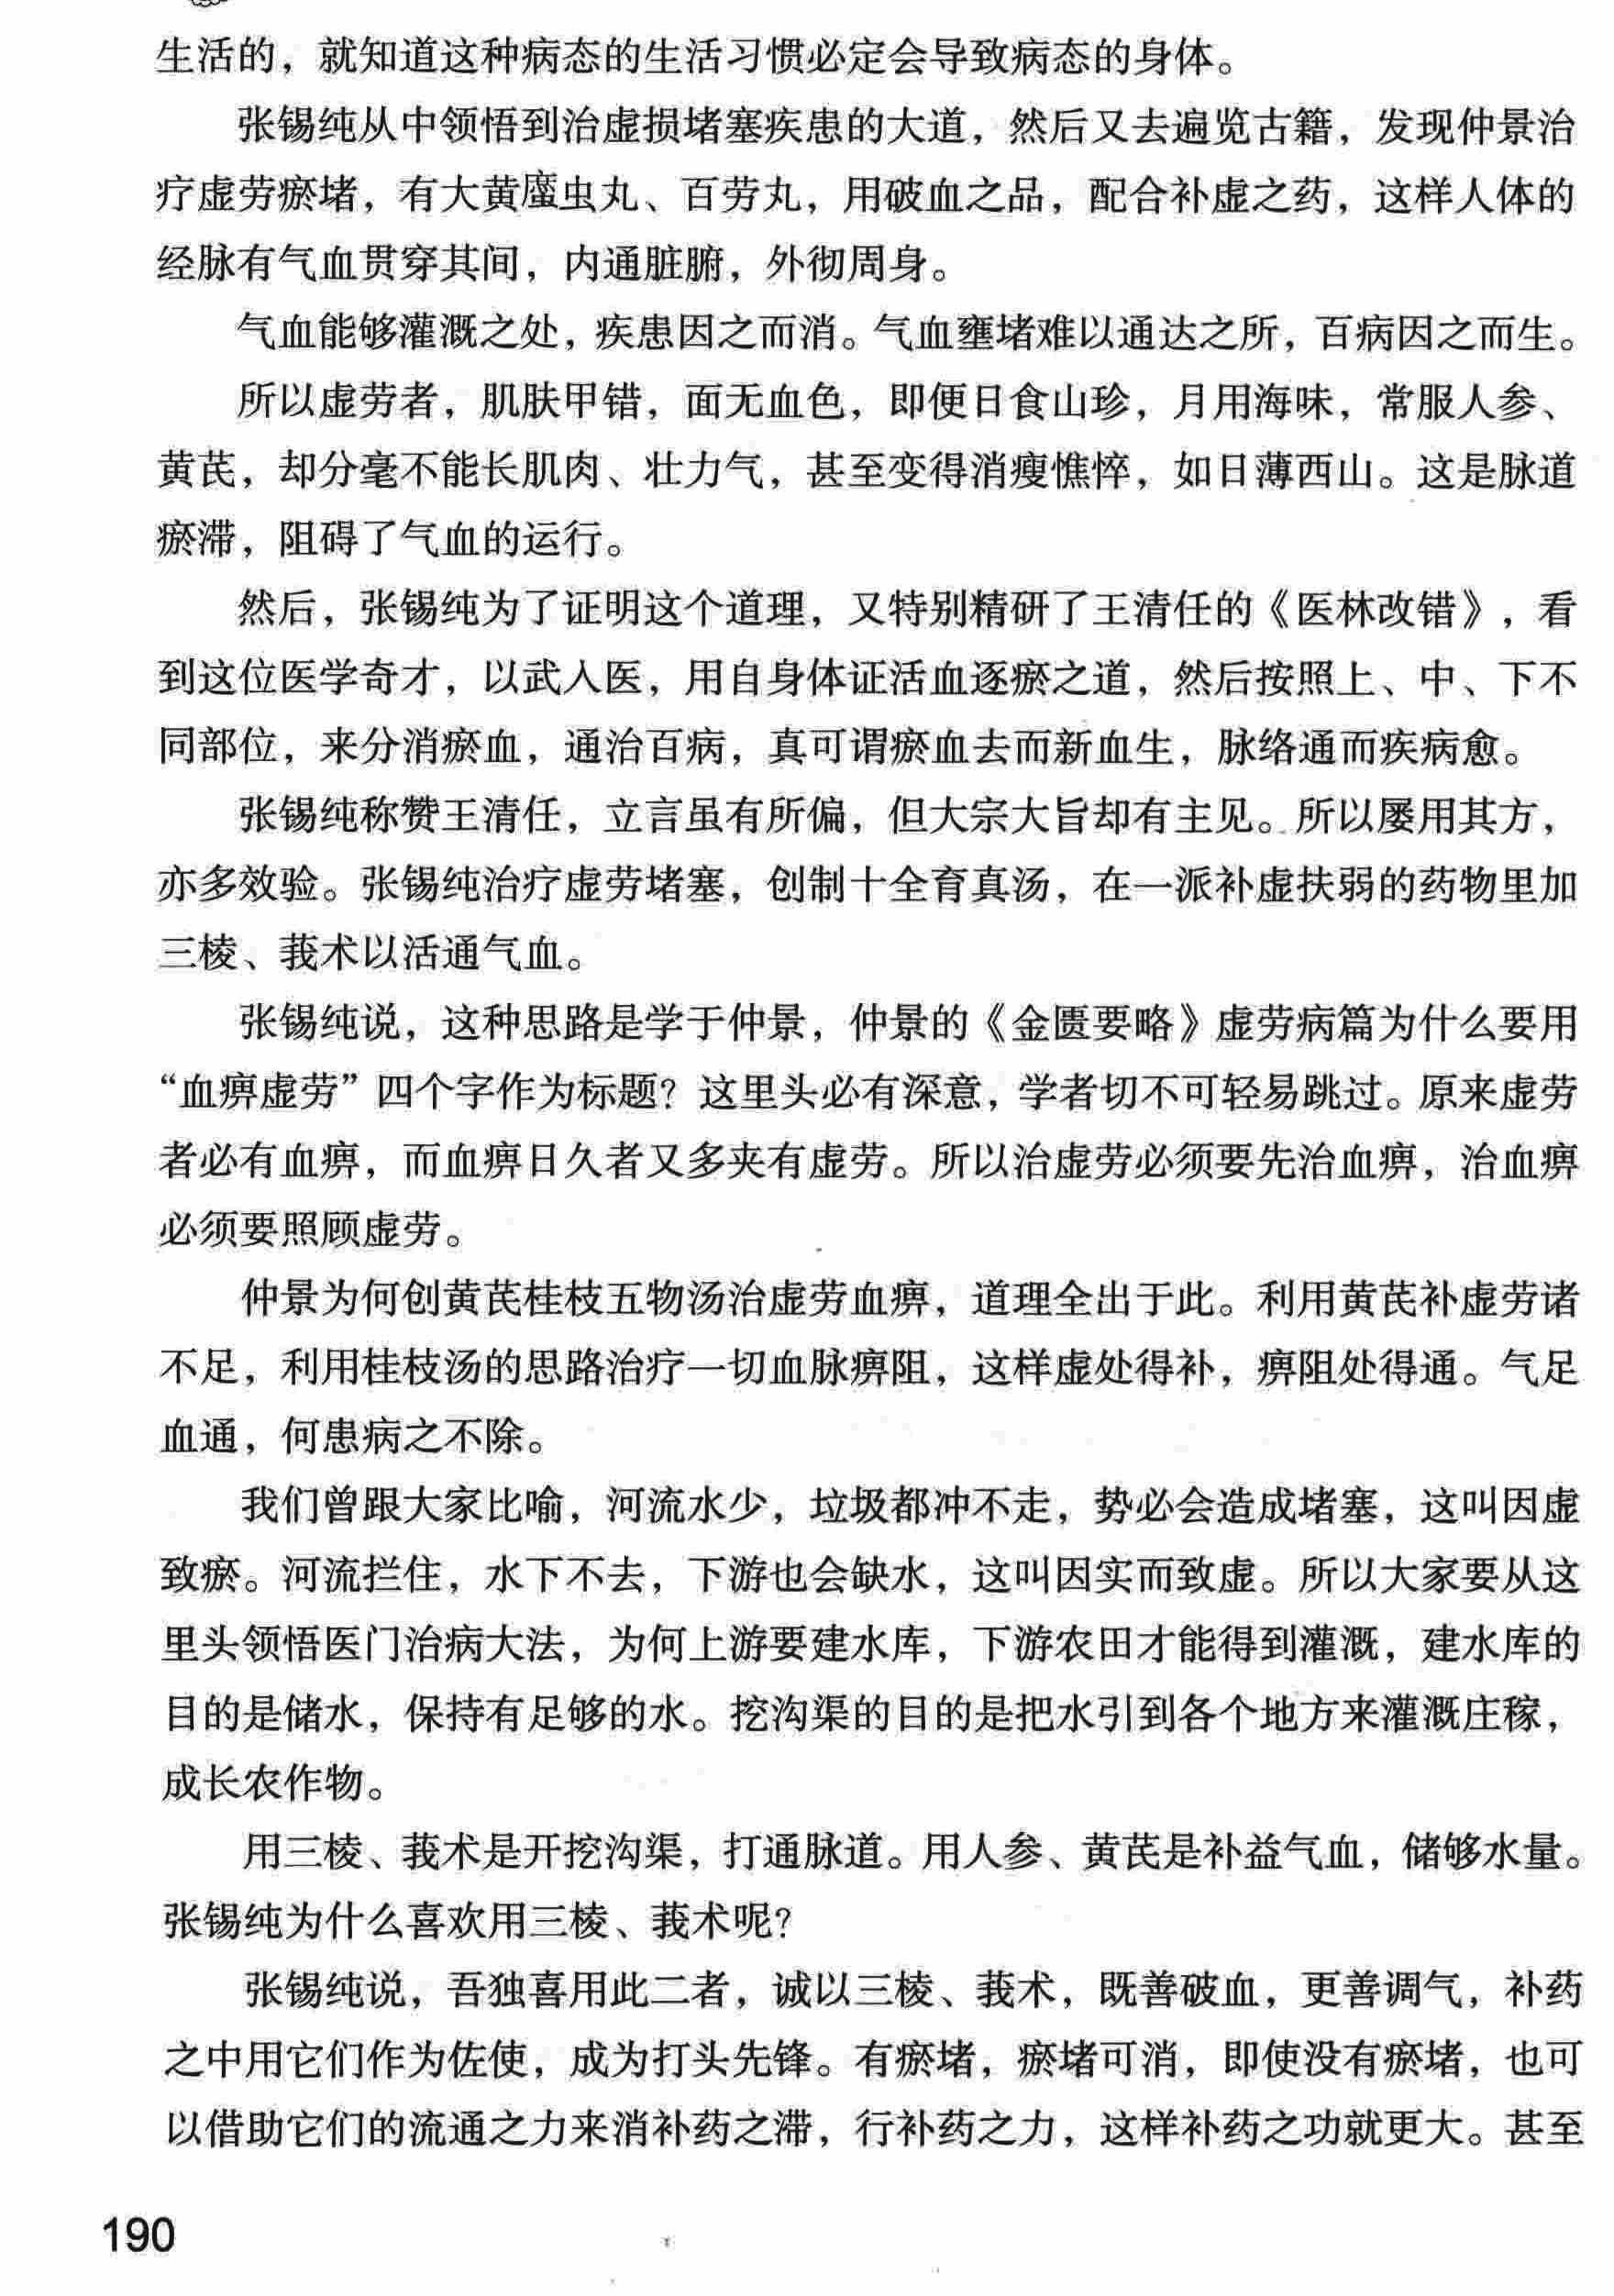 生活的，就知道这种病态的生活习惯必定会导致病态的身体。
张锡纯从中领悟到治虚损堵塞疾患的大道，然后又去遍览古籍，发现仲景治
疗虚劳瘀堵，有大黄䗪虫丸、百劳丸，用破血之品，配合补虚之药，这样人体的
经脉有气血贯穿其间，内通脏腑，外彻周身。
气血能够灌溉之处，疾患因之而消。气血壅堵难以通达之所，百病因之而生。
所以虚劳者，肌肤甲错，面无血色，即便日食山珍，月用海味，常服人参、
黄芪，却分毫不能长肌肉、壮力气，甚至变得消瘦憔悴，如日薄西山。这是脉道
瘀滞，阻碍了气血的运行。
然后，张锡纯为了证明这个道理，又特别精研了王清任的《医林改错》，看
到这位医学奇才，以武入医，用自身体证活血逐瘀之道，然后按照上、中、下不
同部位，来分消瘀血，通治百病，真可谓瘀血去而新血生，脉络通而疾病愈。
张锡纯称赞王清任，立言虽有所偏，但大宗大旨却有主见。所以屡用其方，
亦多效验。张锡纯治疗虚劳堵塞，创制十全育真汤，在一派补虚扶弱的药物里加
三棱、莪术以活通气血。
张锡纯说，这种思路是学于仲景，仲景的《金匮要略》虚劳病篇为什么要用
“血痹虚劳”四个字作为标题？这里头必有深意，学者切不可轻易跳过。原来虚劳
者必有血痹，而血痹日久者又多夹有虚劳。所以治虚劳必须要先治血痹，治血痹
必须要照顾虚劳。
仲景为何创黄芪桂枝五物汤治虚劳血痹，道理全出于此。利用黄芪补虚劳诸
不足，利用桂枝汤的思路治疗一切血脉痹阻，这样虚处得补，痹阻处得通。气足
血通，何患病之不除。
我们曾跟大家比喻，河流水少，垃圾都冲不走，势必会造成堵塞，这叫因虚
致瘀。河流拦住，水下不去，下游也会缺水，这叫因实而致虚。所以大家要从这
里头领悟医门治病大法，为何上游要建水库，下游农田才能得到灌溉，建水库的
目的是储水，保持有足够的水。挖沟渠的目的是把水引到各个地方来灌溉庄稼，
成长农作物。
用三棱、莪术是开挖沟渠，打通脉道。用人参、黄芪是补益气血，储够水量。
张锡纯为什么喜欢用三棱、莪术呢？
张锡纯说，吾独喜用此二者，诚以三棱、莪术，既善破血，更善调气，补药
之中用它们作为佐使，成为打头先锋。有瘀堵，瘀堵可消，即使没有瘀堵，也可
以借助它们的流通之力来消补药之滞，行补药之力，这样补药之功就更大。甚至
190